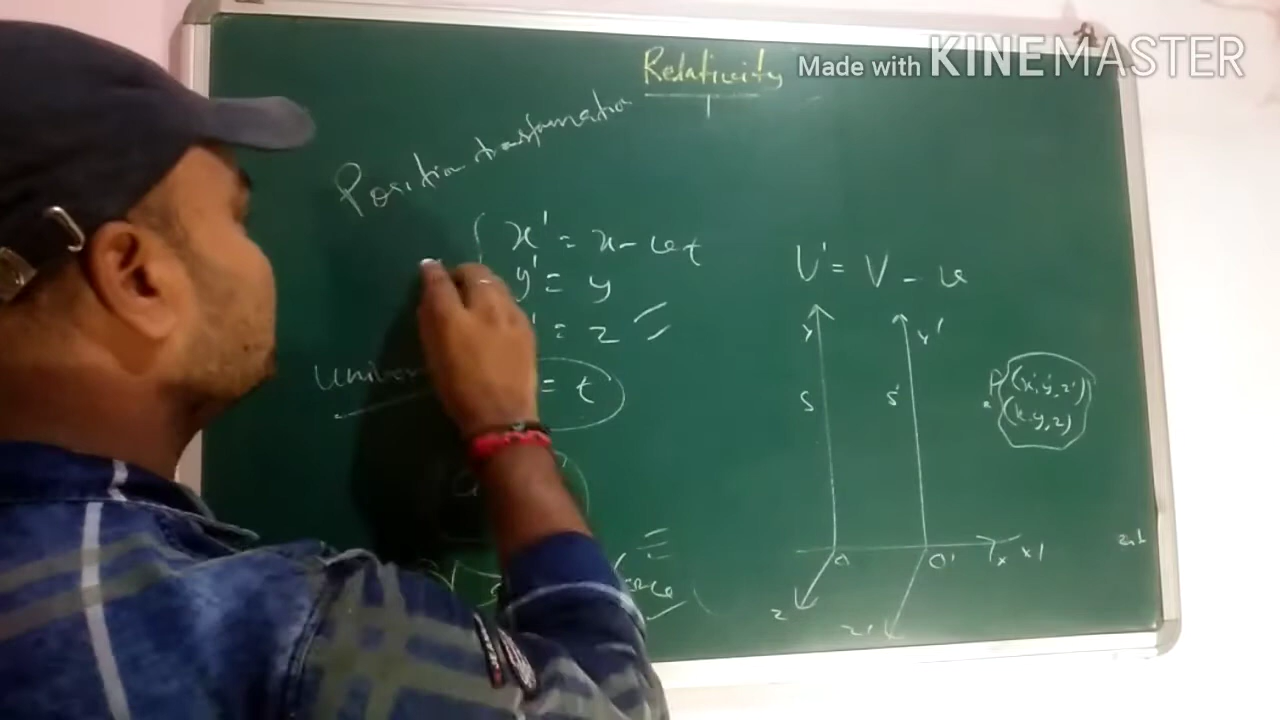 Relativity
Made with KINEMASTER
Position transformation
x' = x - ut
y' = y
' = z
= t
U' = V - u
Y
Y'
S
S'
P(x', y', z')
(x, y, z)
O
O'
x x'
z
z'